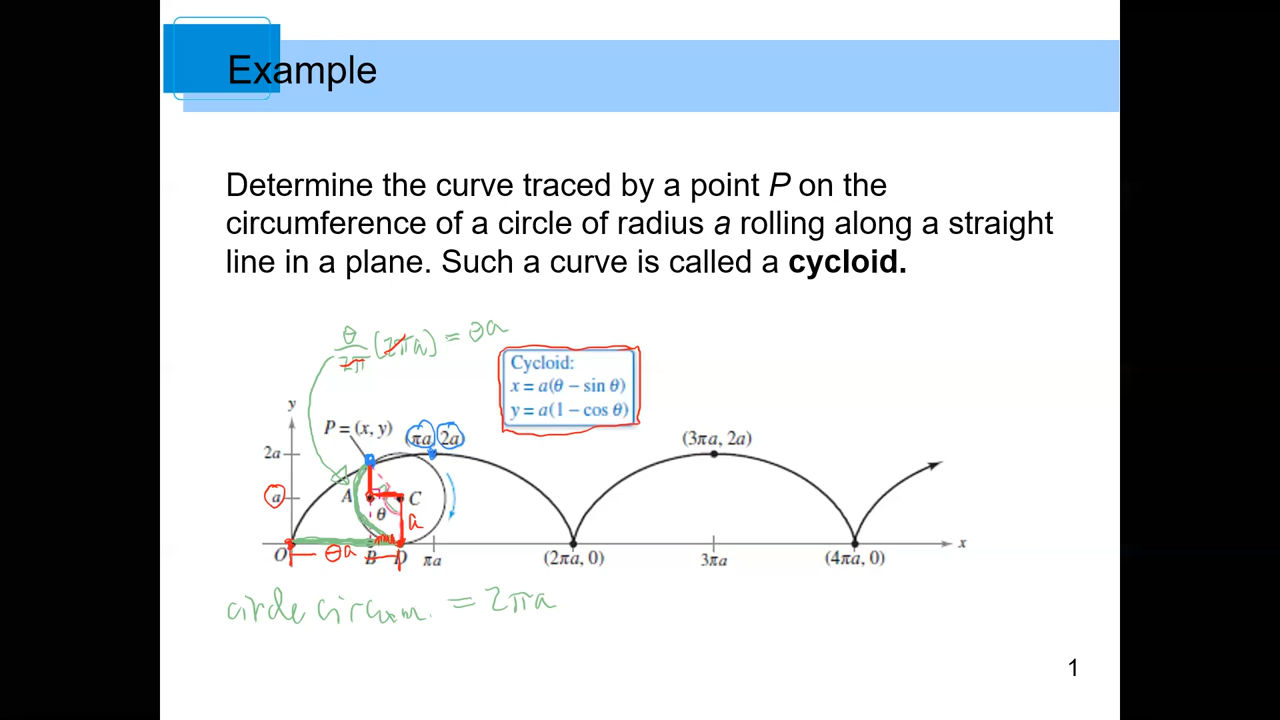 Example
Determine the curve traced by a point P on the
circumference of a circle of radius a rolling along a straight
line in a plane. Such a curve is called a cycloid.
θ/2π (2πa) = θa
Cycloid:
x = a(θ − sin θ)
y = a(1 − cos θ)
y
P = (x, y)
(πa, 2a)
(3πa, 2a)
2a
a
A
C
θ
a
O
θa
B
D
πa
(2πa, 0)
3πa
(4πa, 0)
x
circle circum. = 2πa
1